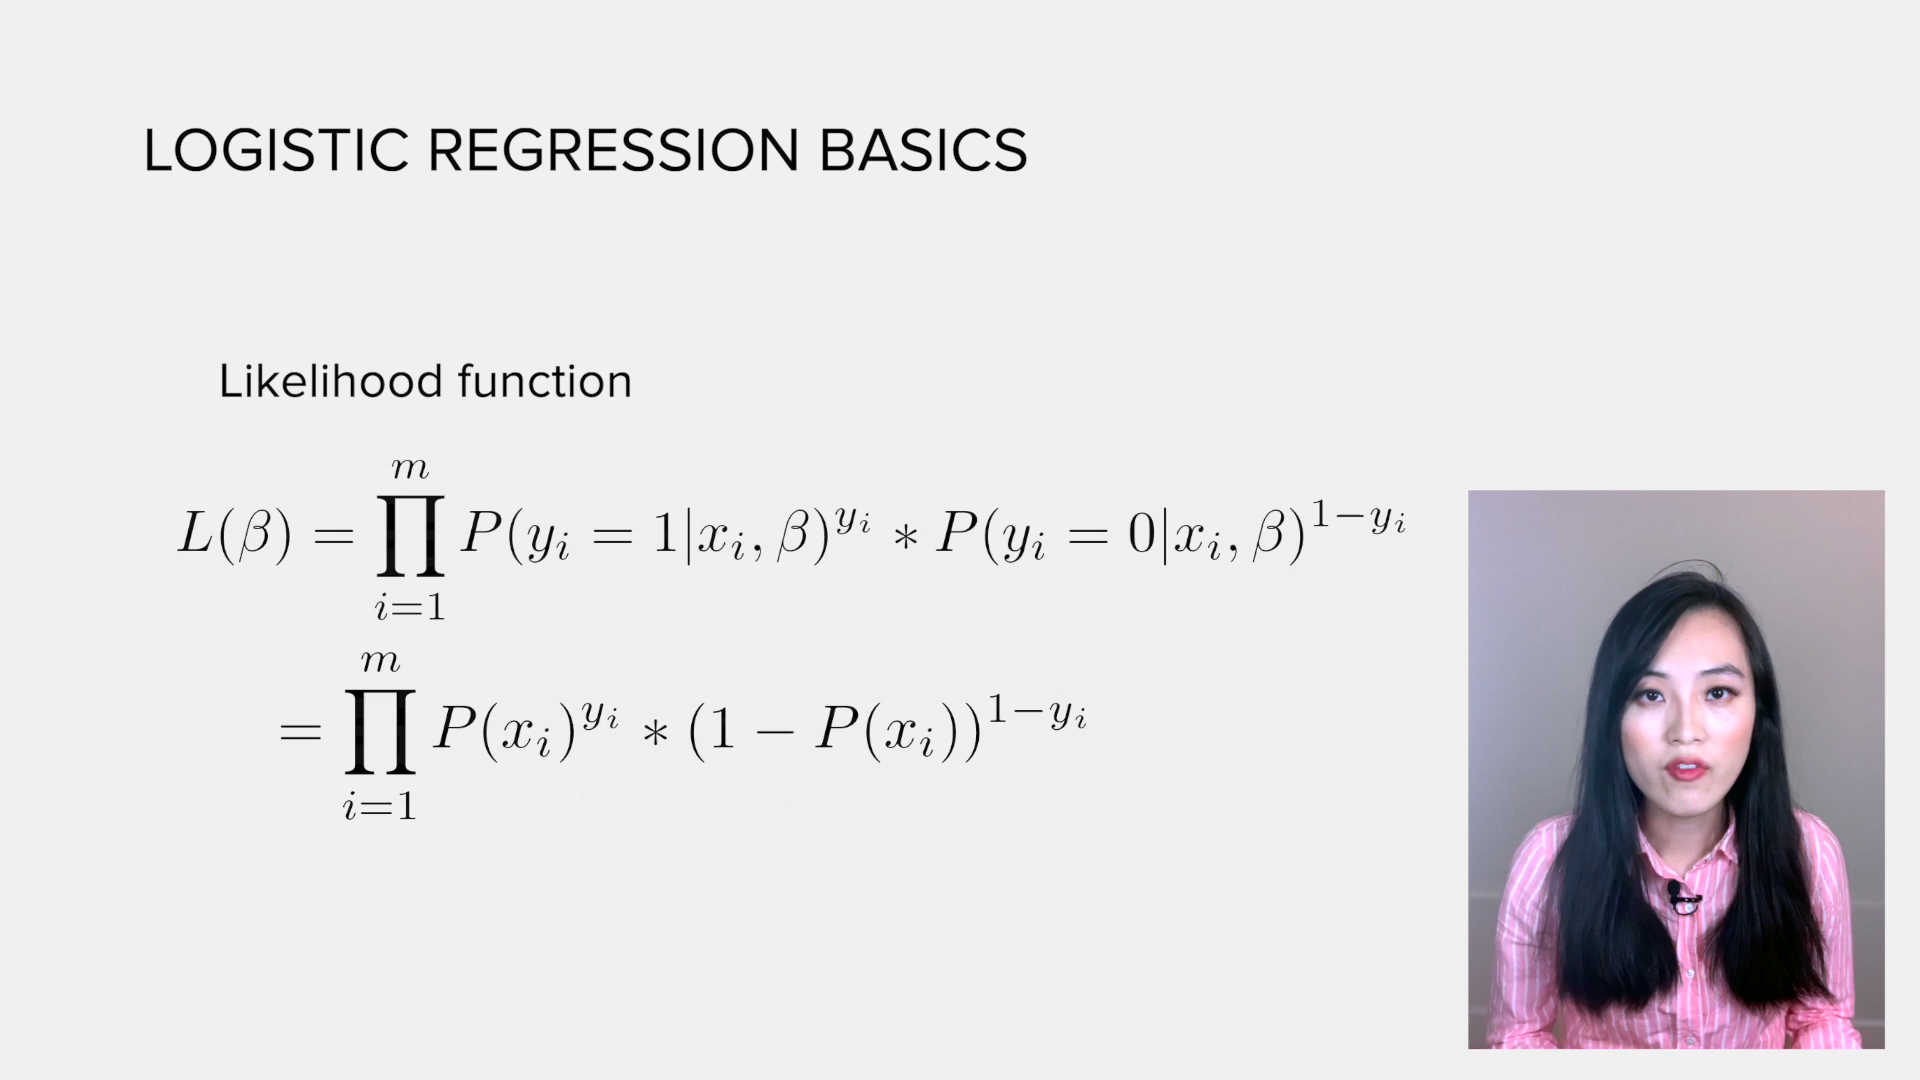 LOGISTIC REGRESSION BASICS
Likelihood function
L(β) = ∏_{i=1}^{m} P(y_i = 1|x_i, β)^{y_i} * P(y_i = 0|x_i, β)^{1−y_i}
= ∏_{i=1}^{m} P(x_i)^{y_i} * (1 − P(x_i))^{1−y_i}